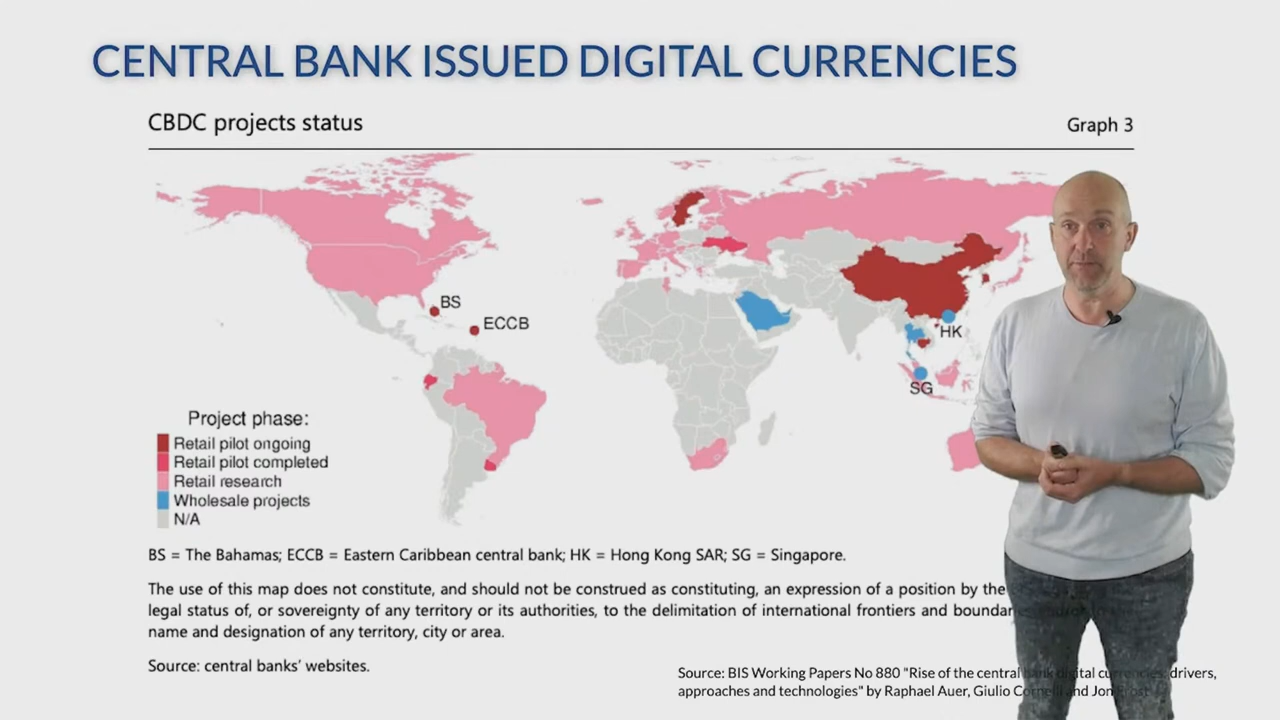 CENTRAL BANK ISSUED DIGITAL CURRENCIES
CBDC projects status
Graph 3
BS
ECCB
HK
SG
Project phase:
Retail pilot ongoing
Retail pilot completed
Retail research
Wholesale projects
N/A
BS = The Bahamas; ECCB = Eastern Caribbean central bank; HK = Hong Kong SAR; SG = Singapore.
The use of this map does not constitute, and should not be construed as constituting, an expression of a position by the
legal status of, or sovereignty of any territory or its authorities, to the delimitation of international frontiers and
name and designation of any territory, city or area.
Source: central banks' websites.
Source: BIS Working Papers No 880 "Rise of the central bank digital currencies: drivers,
approaches and technologies" by Raphael Auer, Giulio Cornelli and Jon Frost